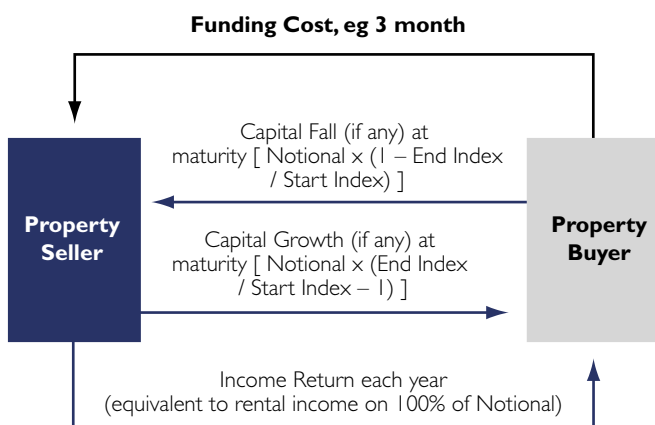 Funding Cost, eg 3 month
Capital Fall (if any) at
maturity [ Notional x (1 – End Index
/ Start Index) ]
Property
Seller
Capital Growth (if any) at
maturity [ Notional x (End Index
/ Start Index – 1) ]
Property
Buyer
Income Return each year
(equivalent to rental income on 100% of Notional)